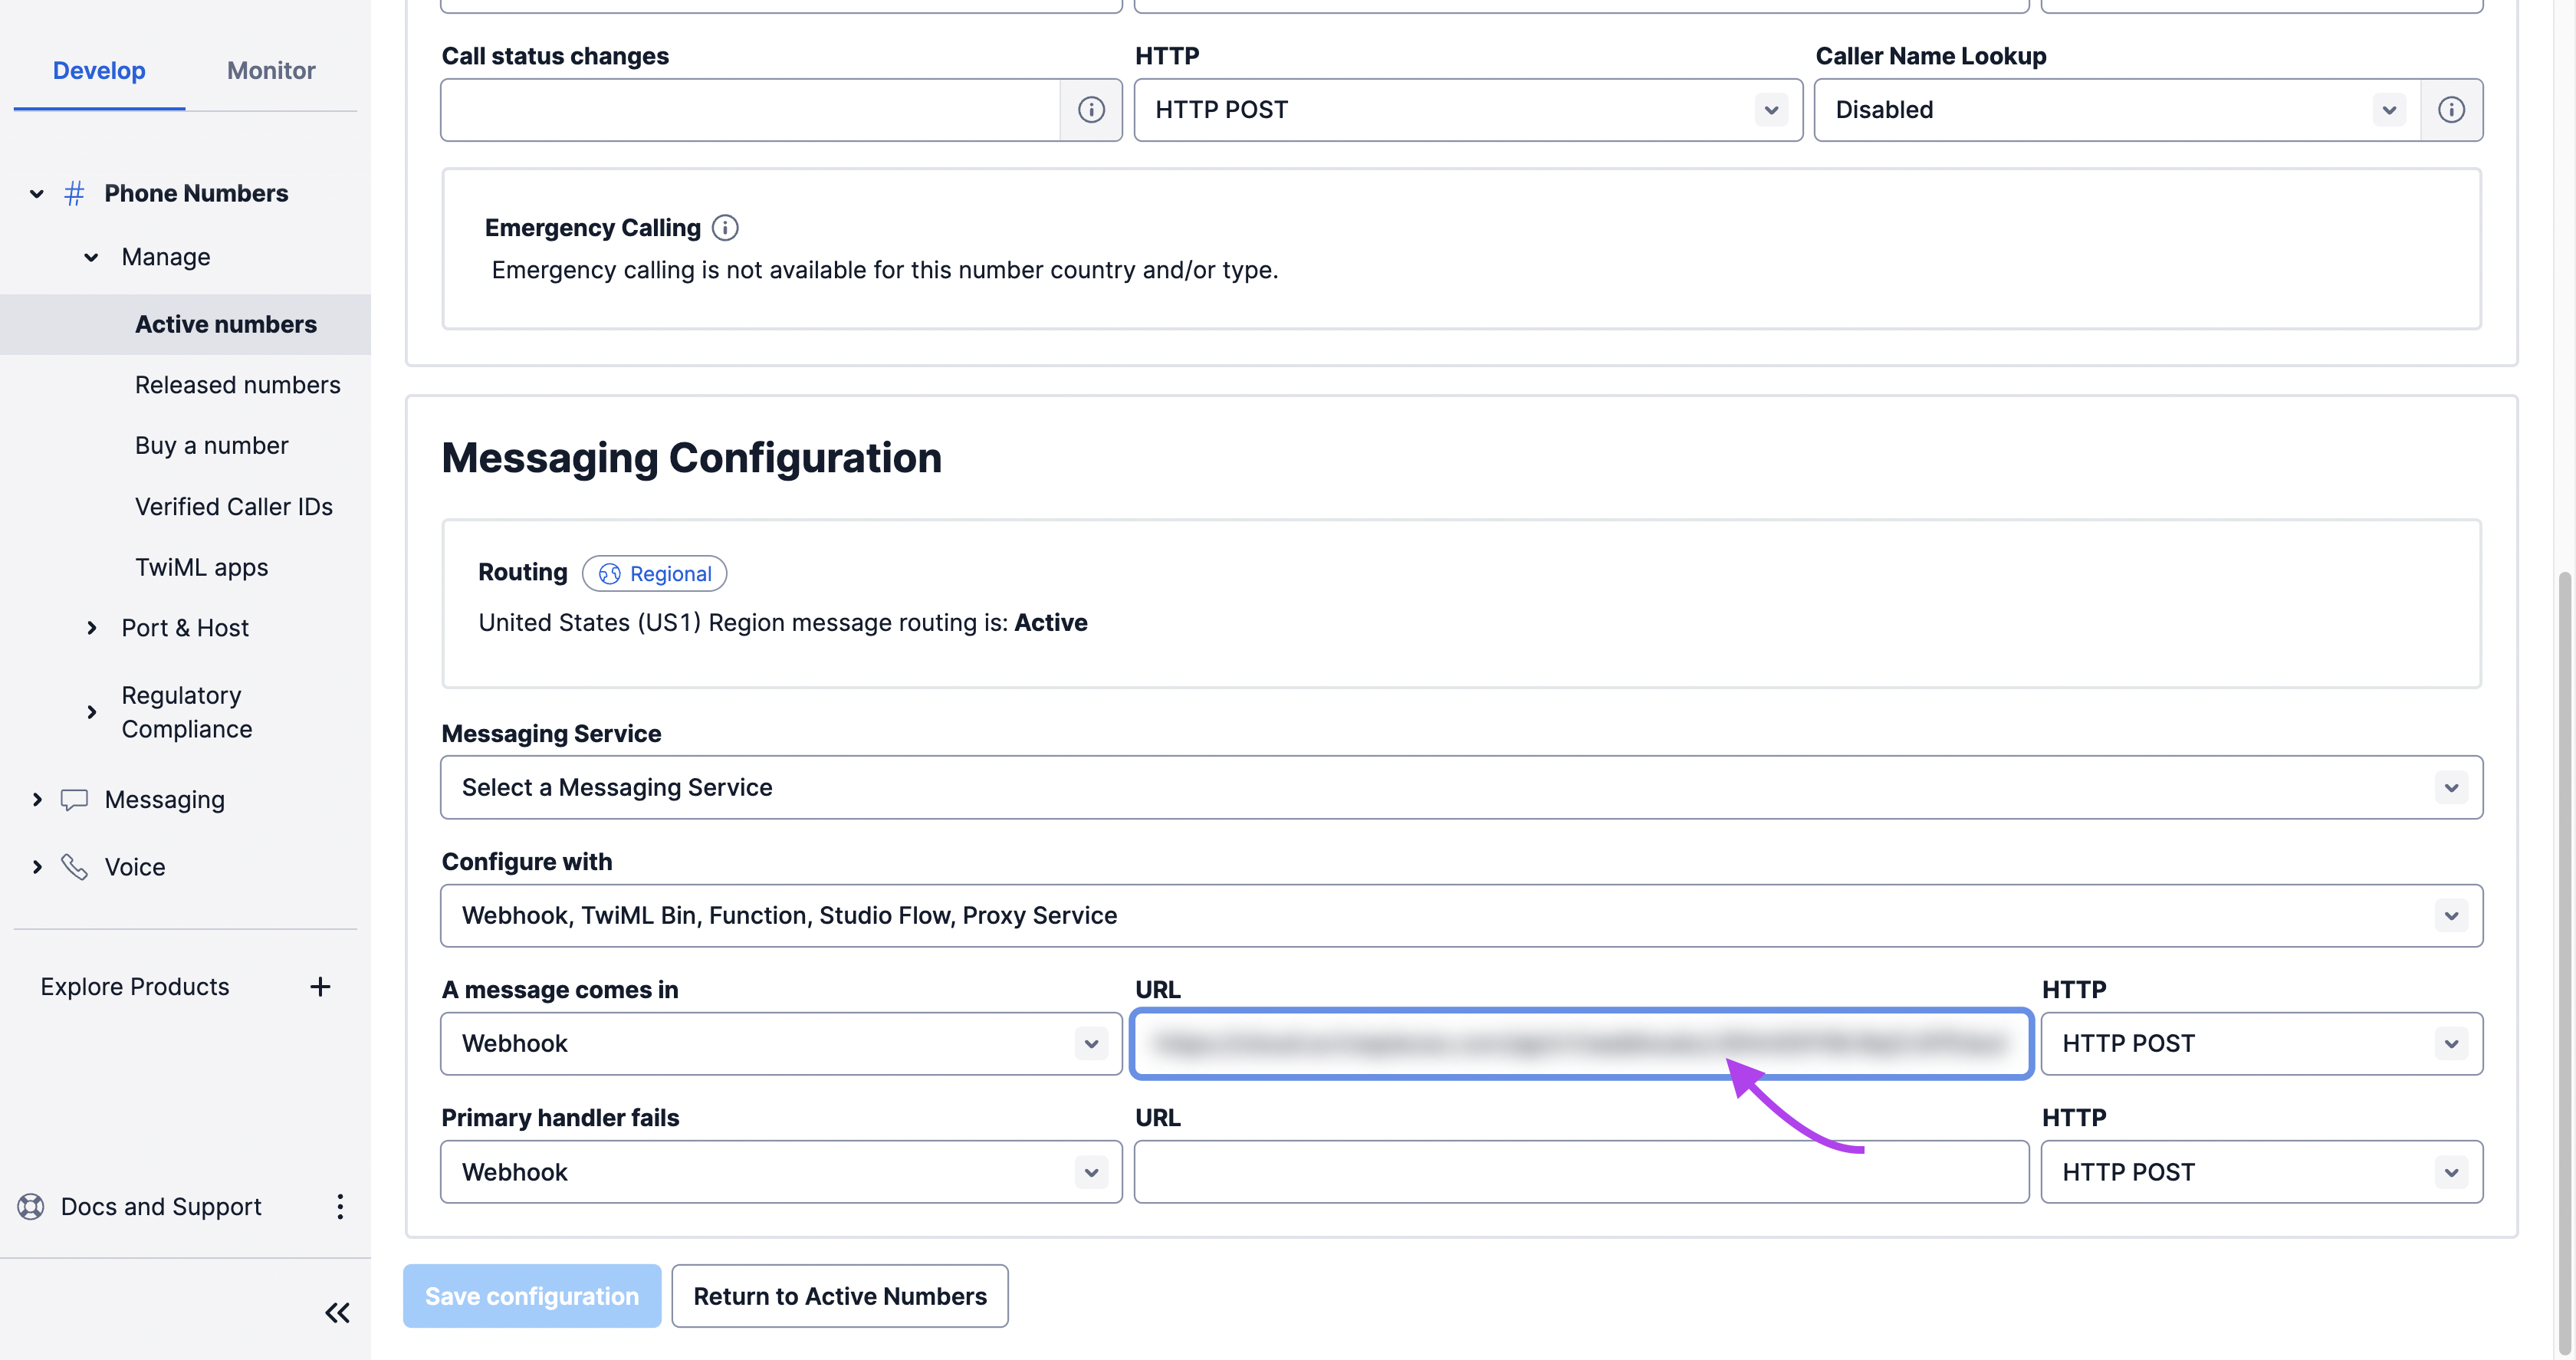 Develop
Monitor
Phone Numbers
Manage
Active numbers
Released numbers
Buy a number
Verified Caller IDs
TwiML apps
Port & Host
Regulatory
Compliance
Messaging
Voice
Explore Products
Docs and Support
Call status changes
HTTP
Caller Name Lookup
HTTP POST
Disabled
Emergency Calling
Emergency calling is not available for this number country and/or type.
Messaging Configuration
Routing Regional
United States (US1) Region message routing is: Active
Messaging Service
Select a Messaging Service
Configure with
Webhook, TwiML Bin, Function, Studio Flow, Proxy Service
A message comes in
URL
HTTP
Webhook
HTTP POST
Primary handler fails
URL
HTTP
Webhook
HTTP POST
Save configuration
Return to Active Numbers